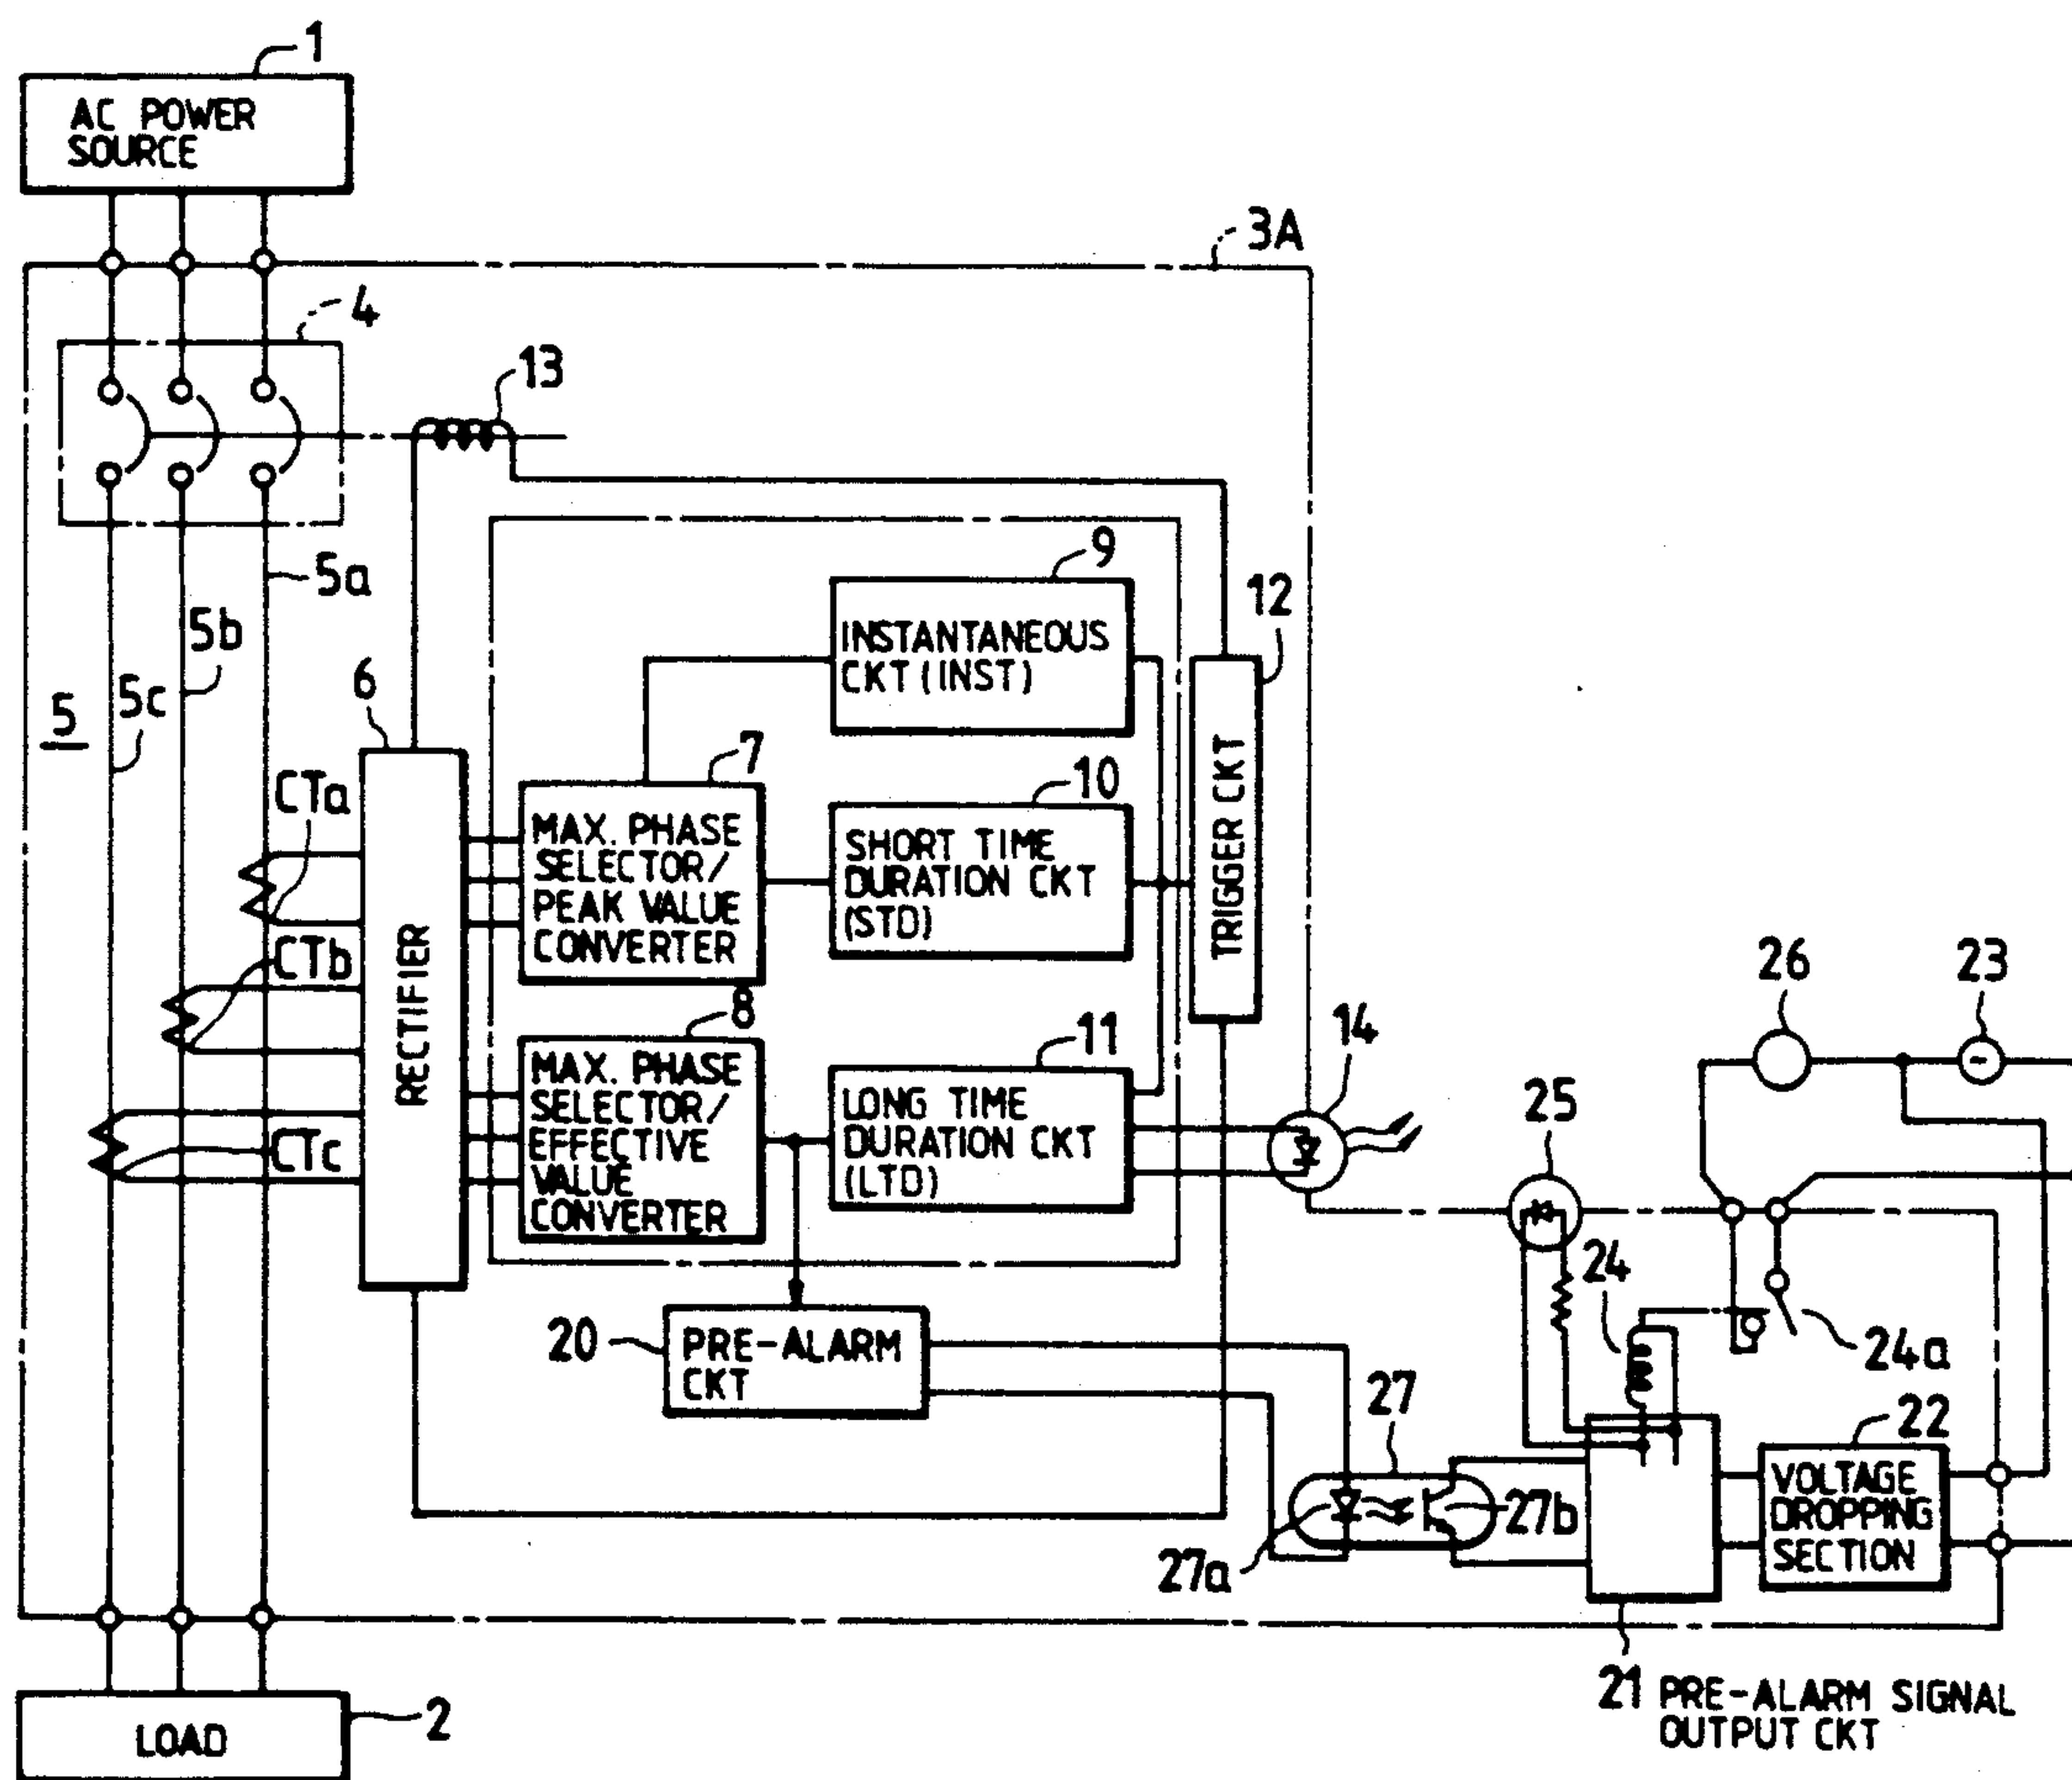 1
AC POWER
SOURCE
3A
4
13
9
5a
12
INSTANTANEOUS
CKT (INST)
5b
6
5c
5
7
10
CTa
TRIGGER CKT
MAX. PHASE
SELECTOR/
PEAK VALUE
CONVERTER
SHORT TIME
DURATION CKT
(STD)
RECTIFIER
CTb
26
23
8
11
14
MAX. PHASE
SELECTOR/
EFFECTIVE
VALUE
CONVERTER
LONG TIME
DURATION CKT
(LTD)
25
CTc
24
20
PRE-ALARM
CKT
24a
27
22
VOLTAGE
DROPPING
SECTION
27b
27a
21 PRE-ALARM SIGNAL
OUTPUT CKT
2
LOAD